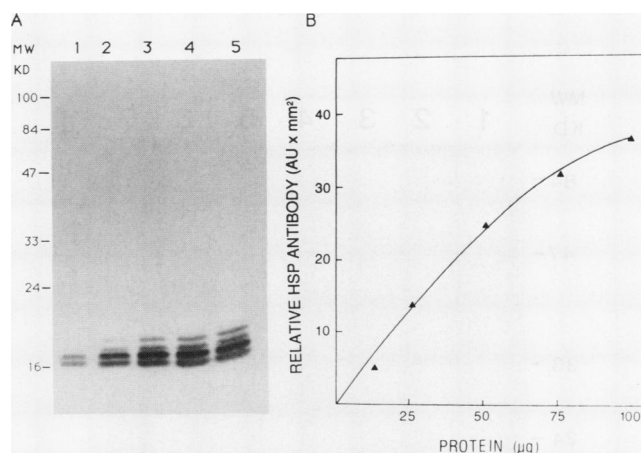 A
MW
KD
1 2 3 4 5
100
84
47
33
24
16
B
RELATIVE HSP ANTIBODY (AU x mm²)
40
30
20
10
25 50 75 100
PROTEIN (µg)